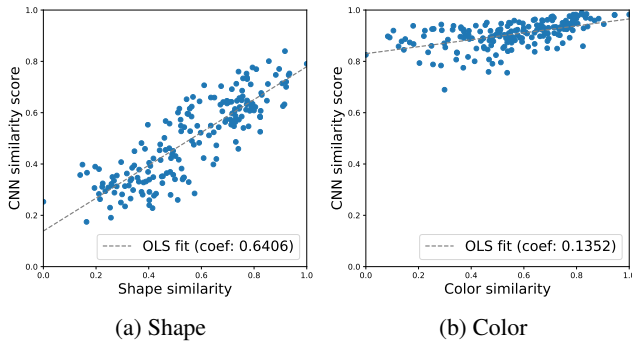 1.0
0.8
0.6
0.4
0.2
0.0
CNN similarity score
0.0 0.2 0.4 0.6 0.8 1.0
Shape similarity
OLS fit (coef: 0.6406)
(a) Shape
1.0
0.8
0.6
0.4
0.2
0.0
CNN similarity score
0.0 0.2 0.4 0.6 0.8 1.0
Color similarity
OLS fit (coef: 0.1352)
(b) Color